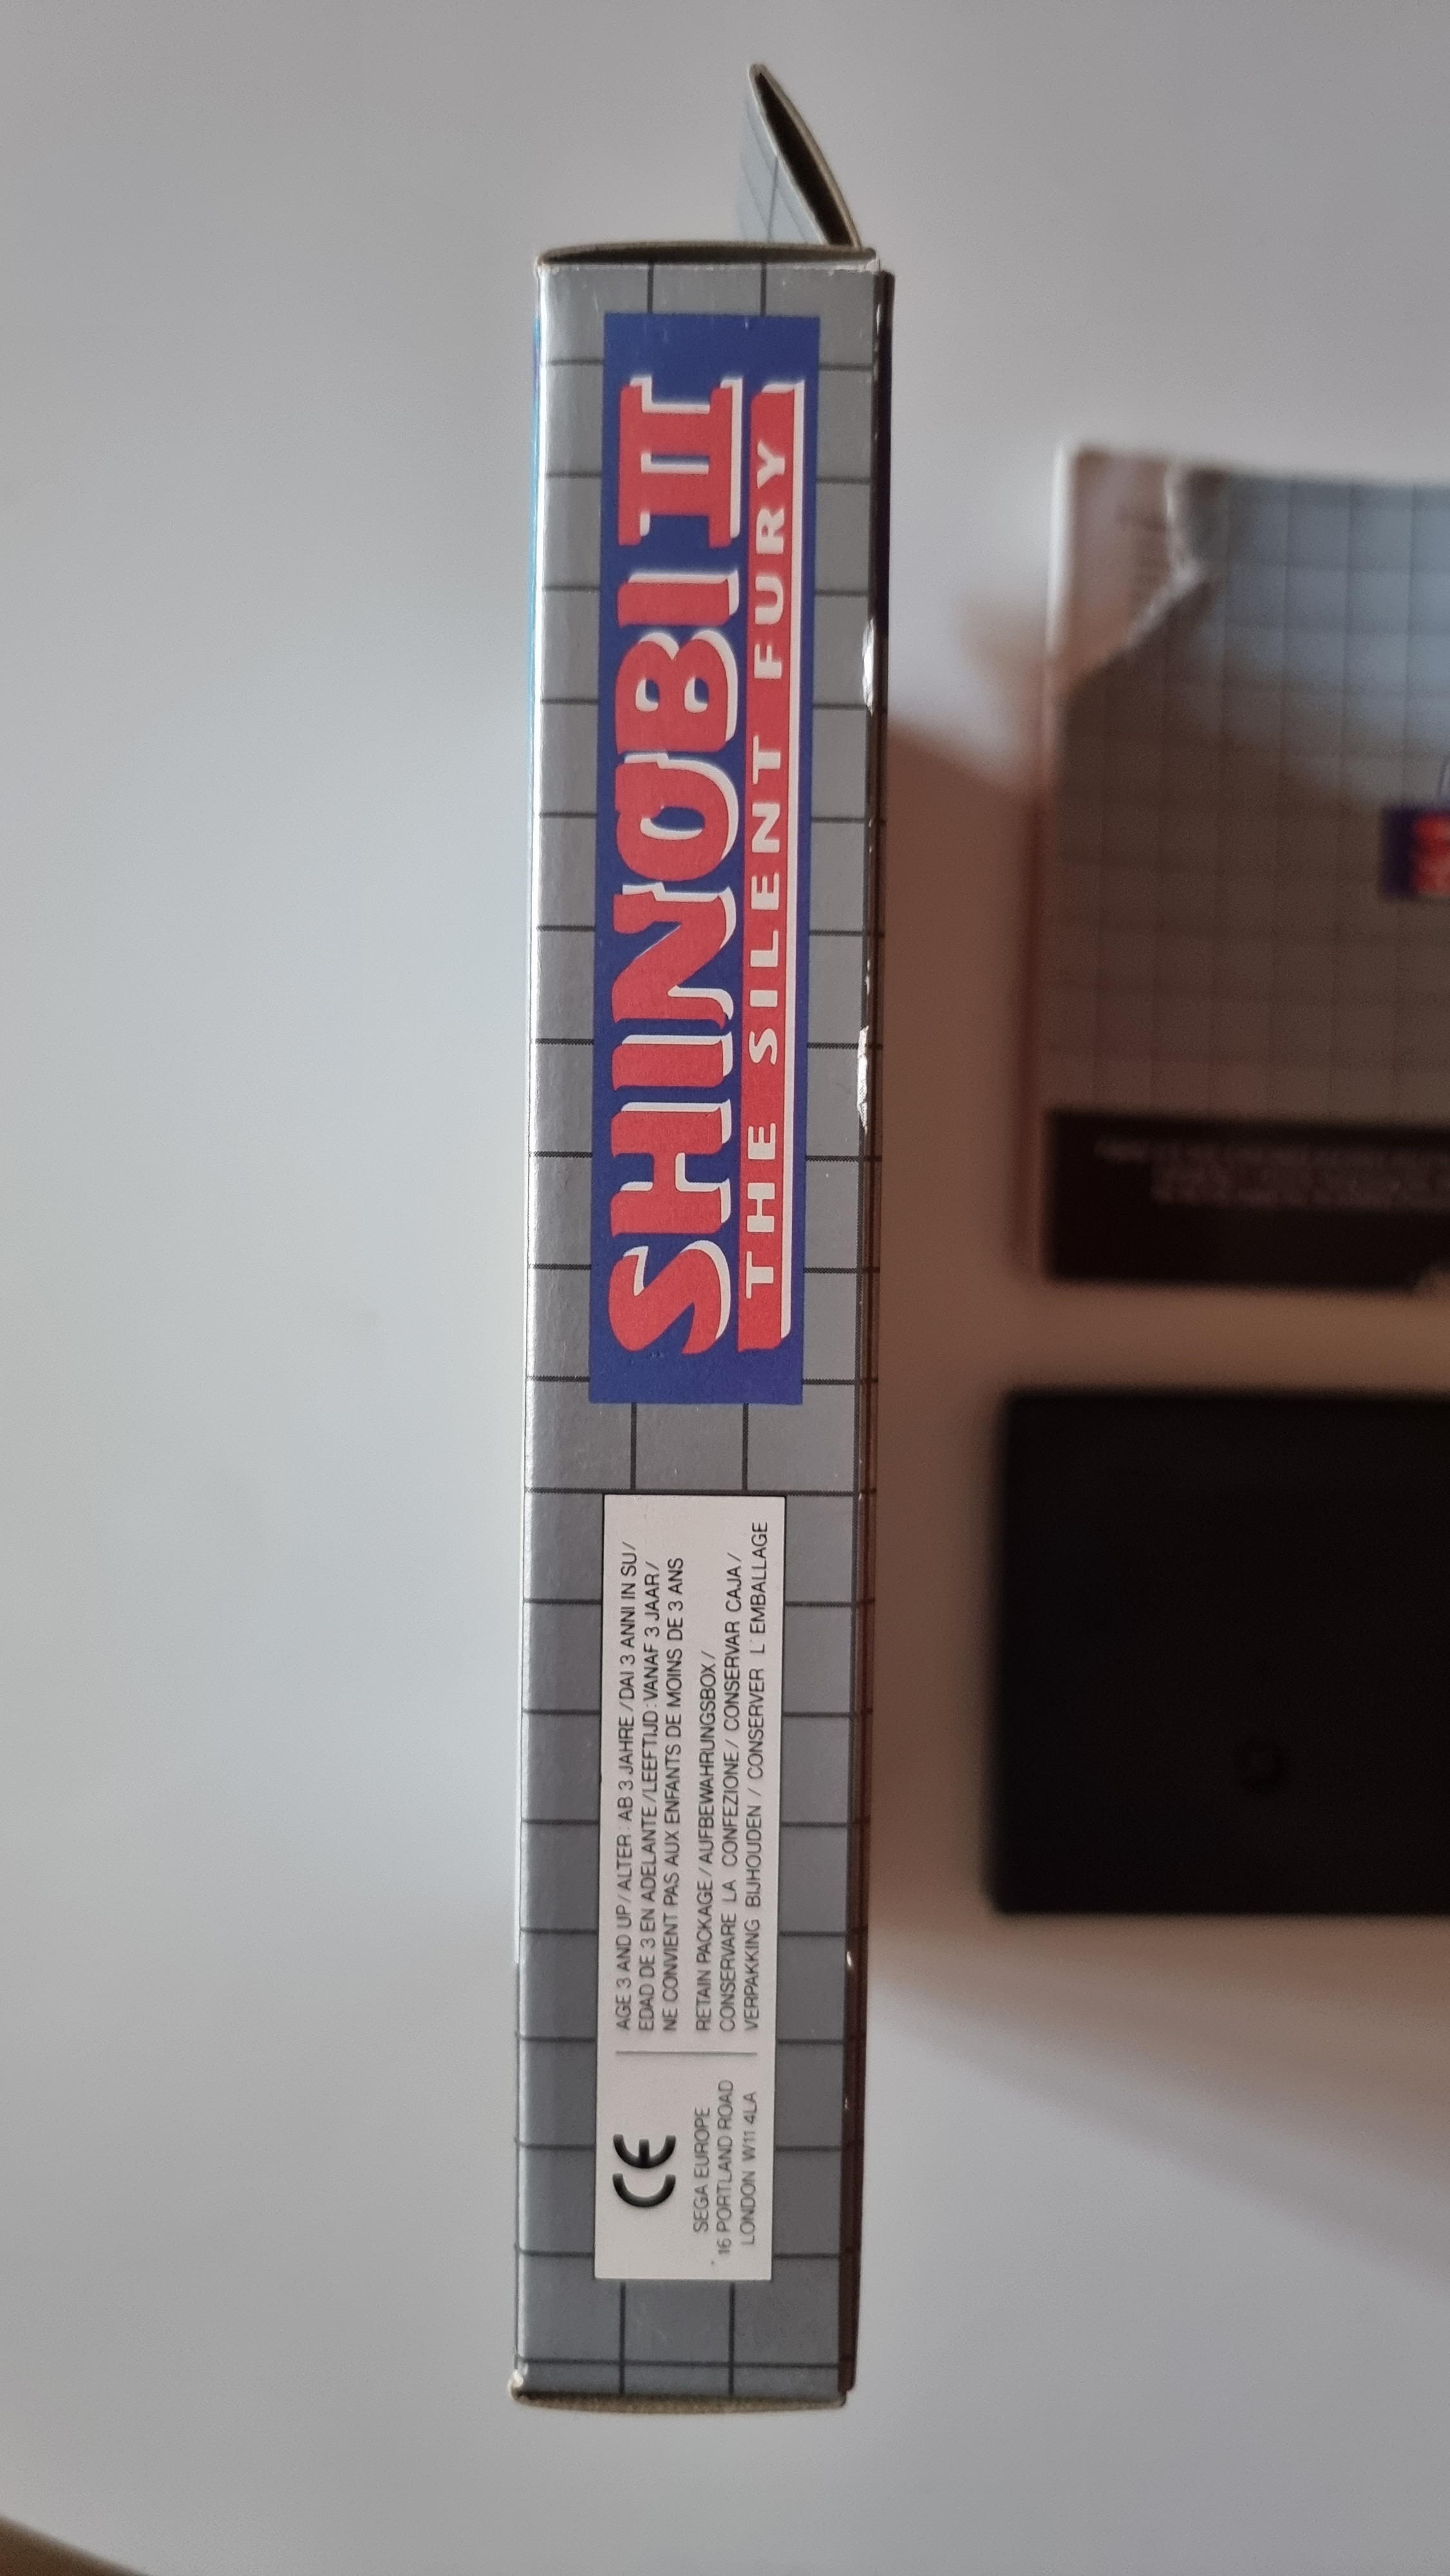 SHINOBI II
THE SILENT FURY
AGE 3 AND UP/ALTER: AB 3 JAHRE/DAI 3 ANNI IN SU/
EDAD DE 3 EN ADELANTE/LEEFTIJD: VANAF 3 JAAR/
NE CONVIENT PAS AUX ENFANTS DE MOINS DE 3 ANS
RETAIN PACKAGE/AUFBEWAHRUNGSBOX/
CONSERVARE LA CONFEZIONE/ CONSERVAR CAJA/
VERPAKKING BIJHOUDEN / CONSERVER L'EMBALLAGE
CE
SEGA EUROPE
16 PORTLAND ROAD
LONDON W11 4LA